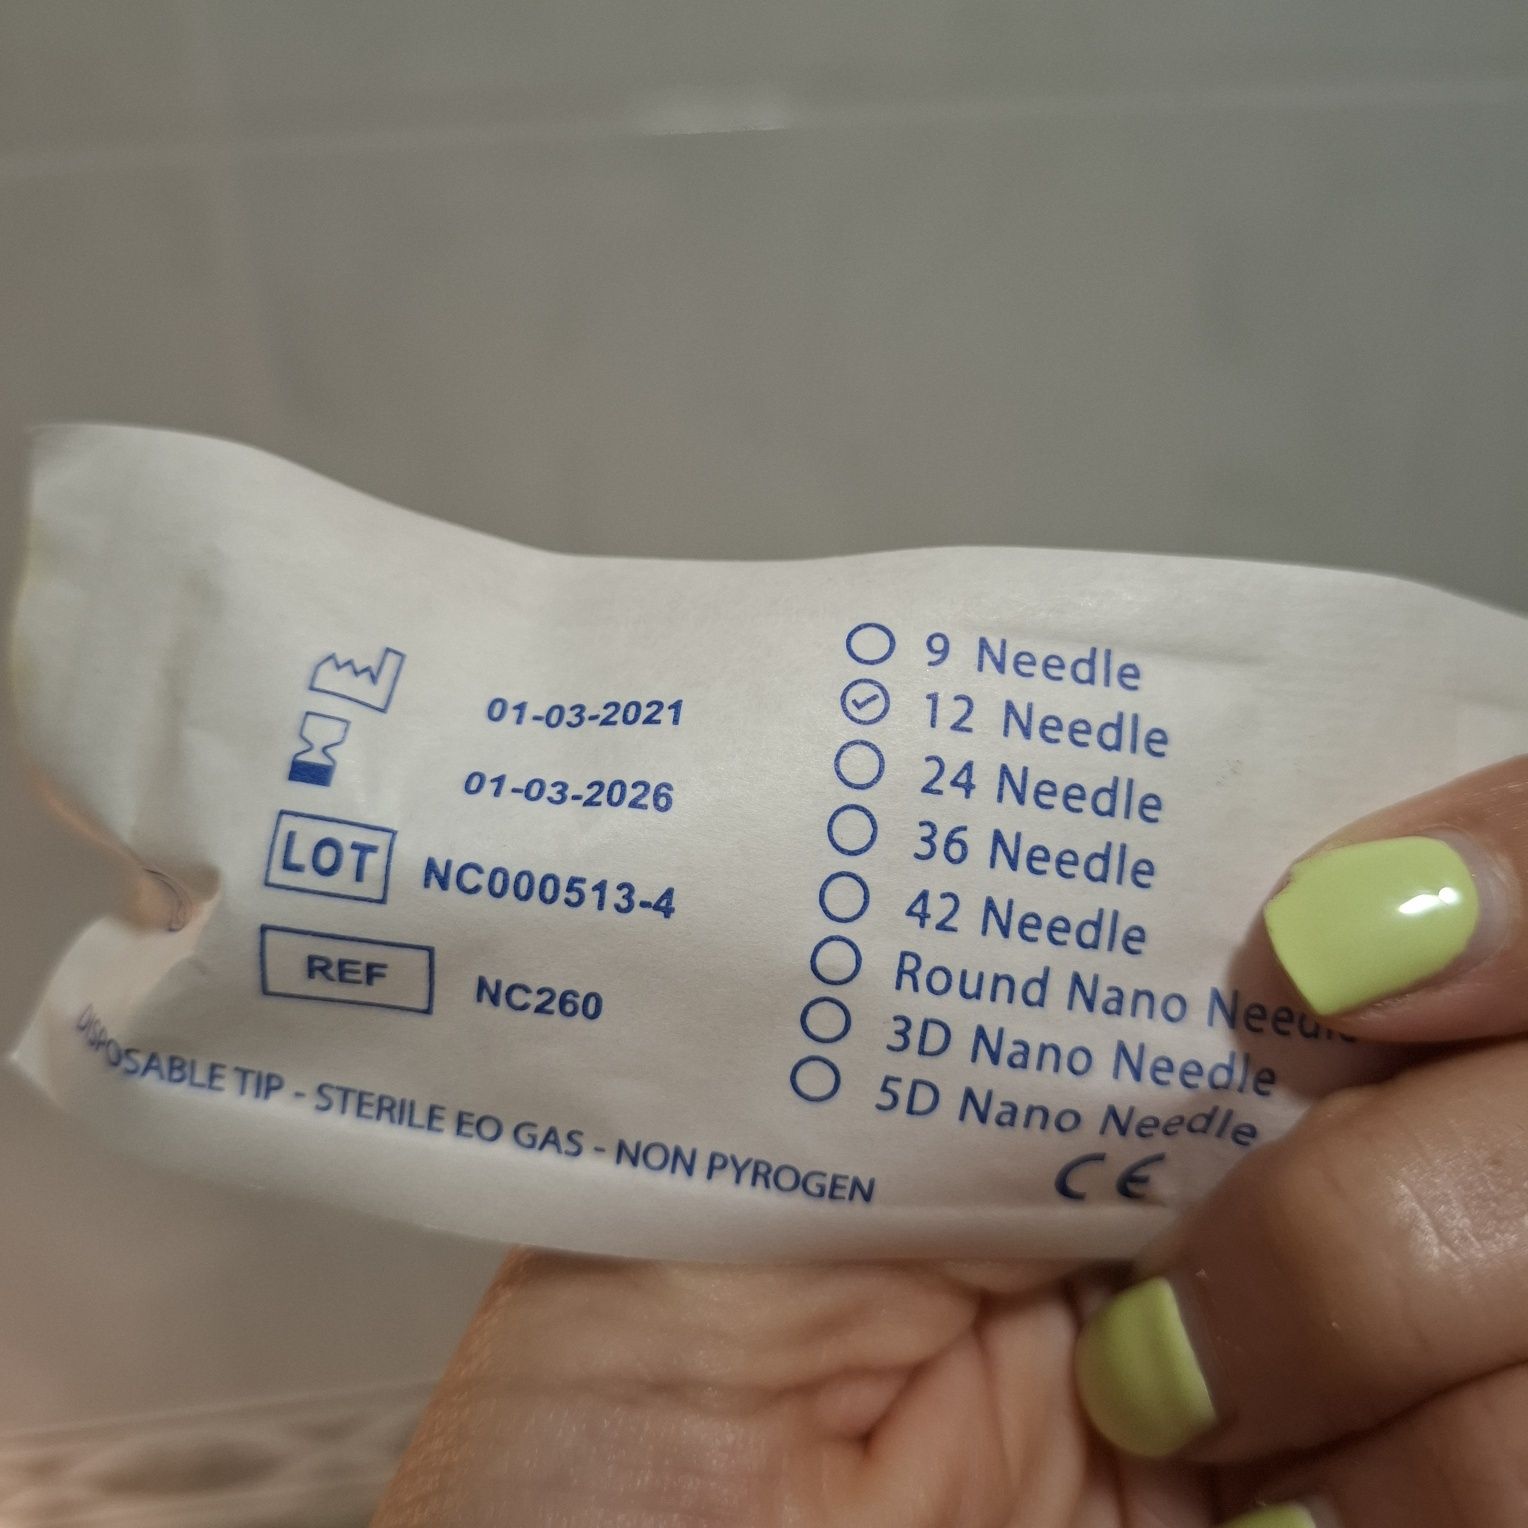 01-03-2021
01-03-2026
LOT NC000513-4
REF NC260
9 Needle
12 Needle
24 Needle
36 Needle
42 Needle
Round Nano Needle
3D Nano Needle
5D Nano Needle
DISPOSABLE TIP - STERILE EO GAS - NON PYROGEN
CE